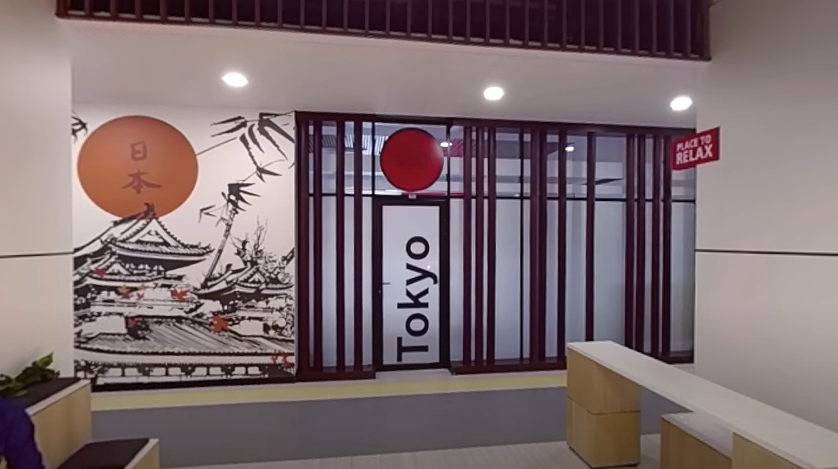 日
本
Tokyo
PLACE TO
RELAX